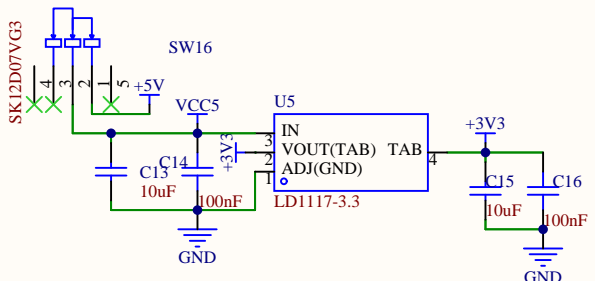 SK12D07VG3
SW16
4
3
2
1
5
+5V
VCC5
U5
IN
3
+3V3
VOUT(TAB)
TAB
2
4
ADJ(GND)
1
LD1117-3.3
+3V3
C13
10uF
C14
100nF
GND
C15
10uF
C16
100nF
GND